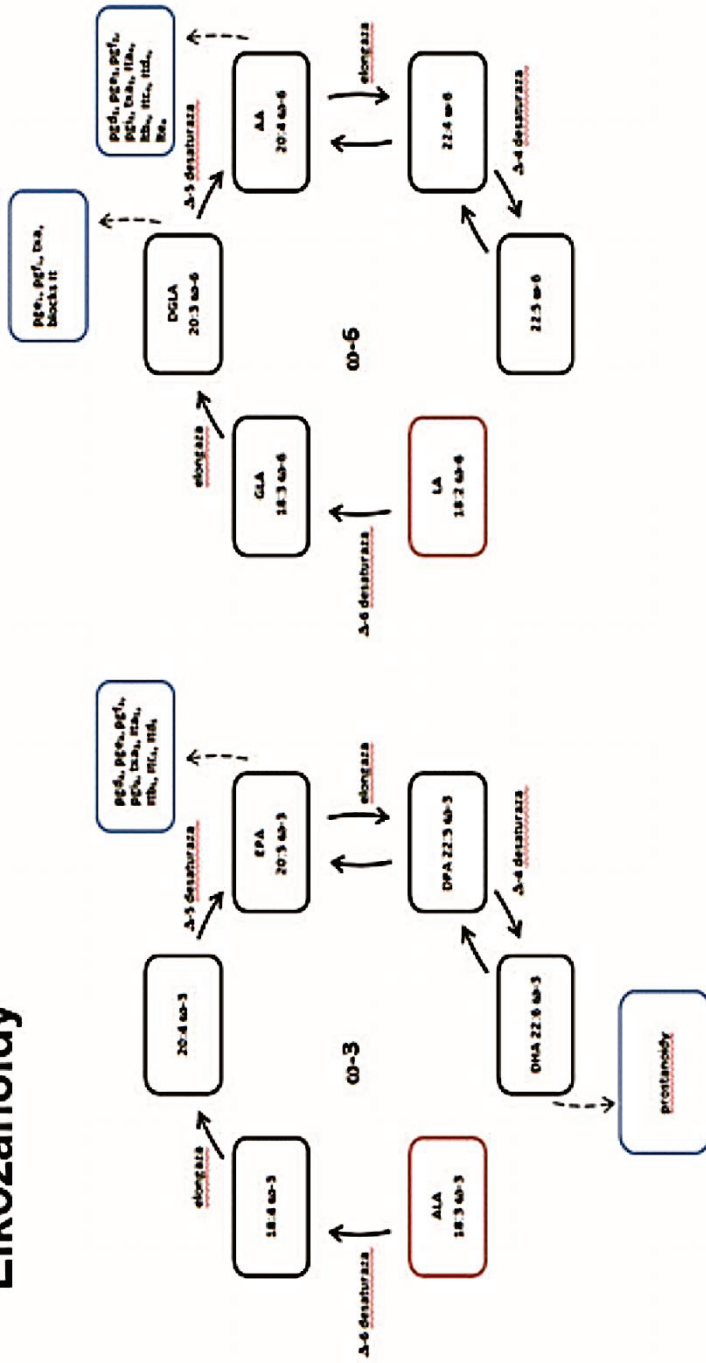 Eikozanoidy
20:4 ω-3
elongaza
Δ-5 desaturaza
18:4 ω-3
EPA
20:5 ω-3
Δ-6 desaturaza
ω-3
elongaza
ALA
18:3 ω-3
DPA 22:5 ω-3
Δ-4 desaturaza
DHA 22:6 ω-3
prostanoidy
blocks lt
DGLA
20:3 ω-6
elongaza
Δ-5 desaturaza
GLA
18:3 ω-6
AA
20:4 ω-6
Δ-6 desaturaza
ω-6
elongaza
LA
18:2 ω-6
22:4 ω-6
Δ-4 desaturaza
22:5 ω-6